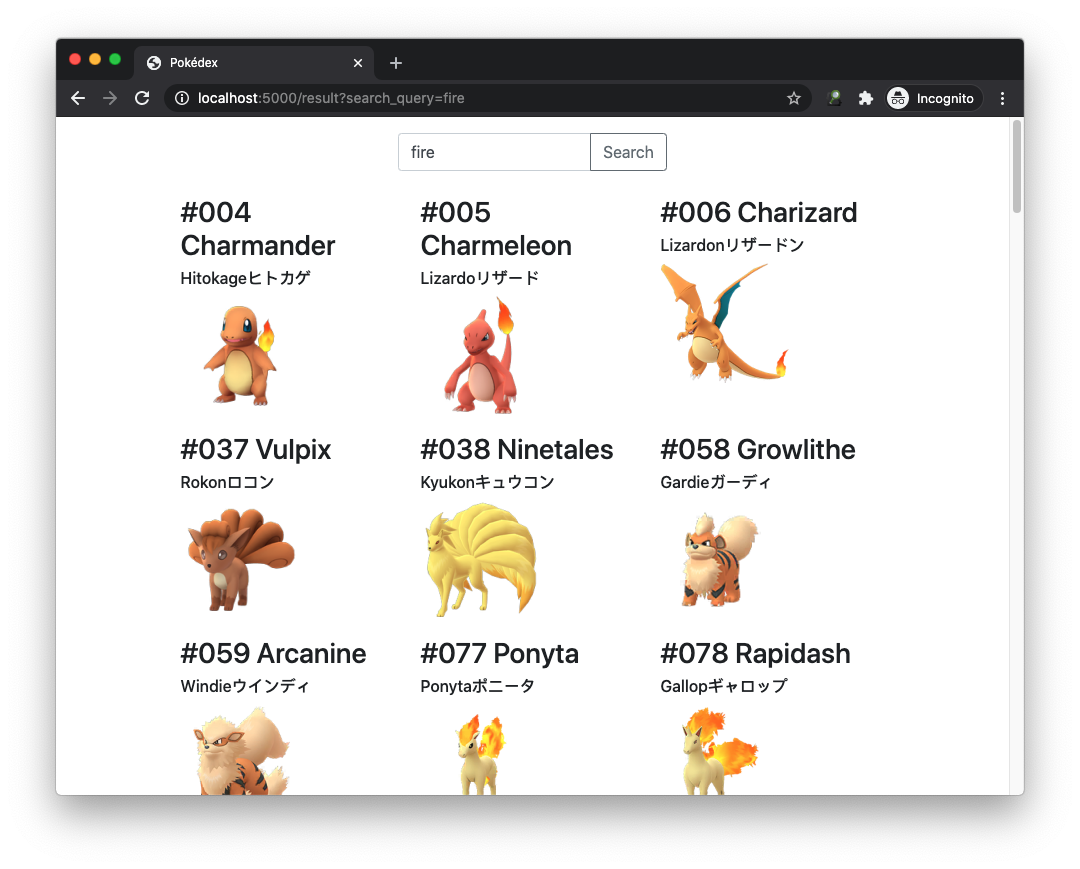 Pokédex
localhost:5000/result?search_query=fire
Incognito
fire
Search
#004 Charmander
Hitokageヒトカゲ
#005 Charmeleon
Lizardoリザード
#006 Charizard
Lizardonリザードン
#037 Vulpix
Rokonロコン
#038 Ninetales
Kyukonキュウコン
#058 Growlithe
Gardieガーディ
#059 Arcanine
Windieウインディ
#077 Ponyta
Ponytaポニータ
#078 Rapidash
Gallopギャロップ